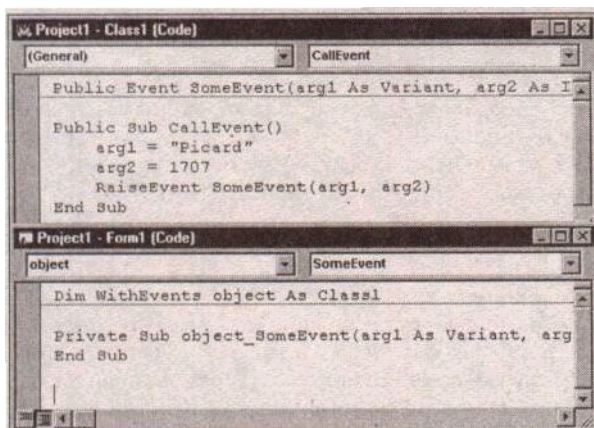 Project1 - Class1 (Code)
(General) CallEvent
Public Event SomeEvent(arg1 As Variant, arg2 As I
Public Sub CallEvent()
arg1 = "Picard"
arg2 = 1707
RaiseEvent SomeEvent(arg1, arg2)
End Sub
Project1 - Form1 (Code)
object SomeEvent
Dim WithEvents object As Class1
Private Sub object_SomeEvent(arg1 As Variant, arg
End Sub